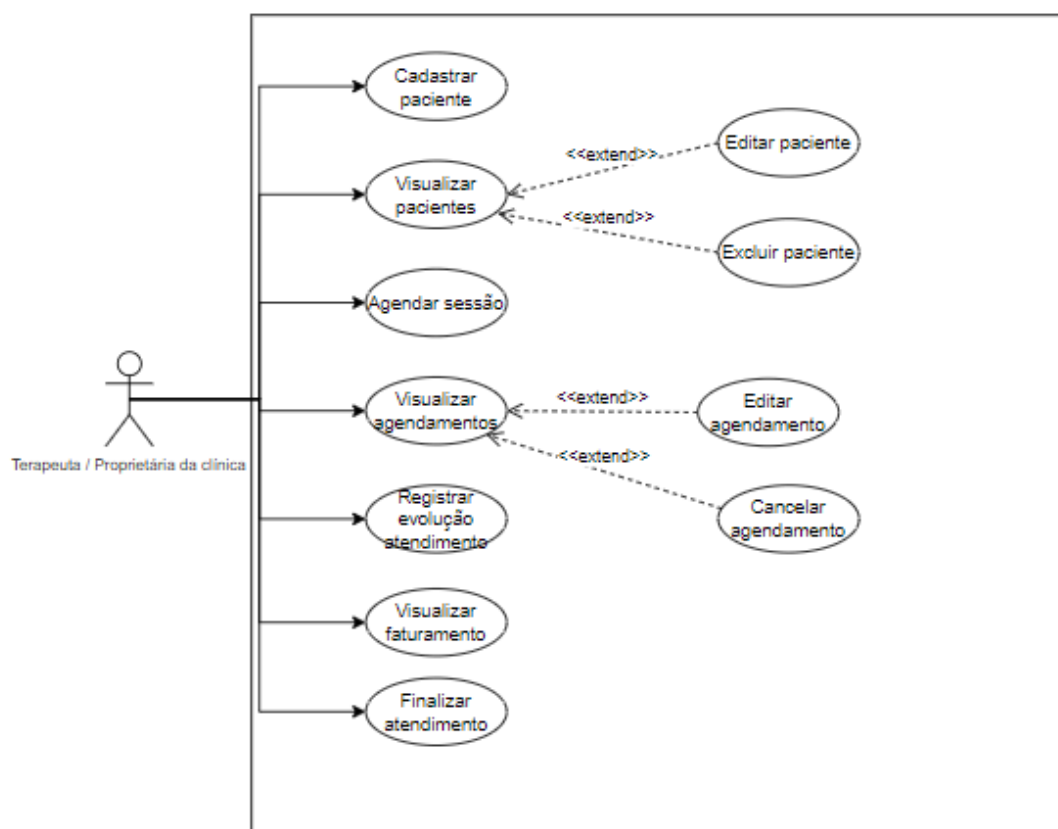 Cadastrar
paciente
Editar paciente
<<extend>>
Visualizar
pacientes
<<extend>>
Excluir paciente
Agendar sessão
Terapeuta / Proprietária da clínica
Visualizar
agendamentos
<<extend>>
Editar
agendamento
<<extend>>
Cancelar
agendamento
Registrar
evolução
atendimento
Visualizar
faturamento
Finalizar
atendimento